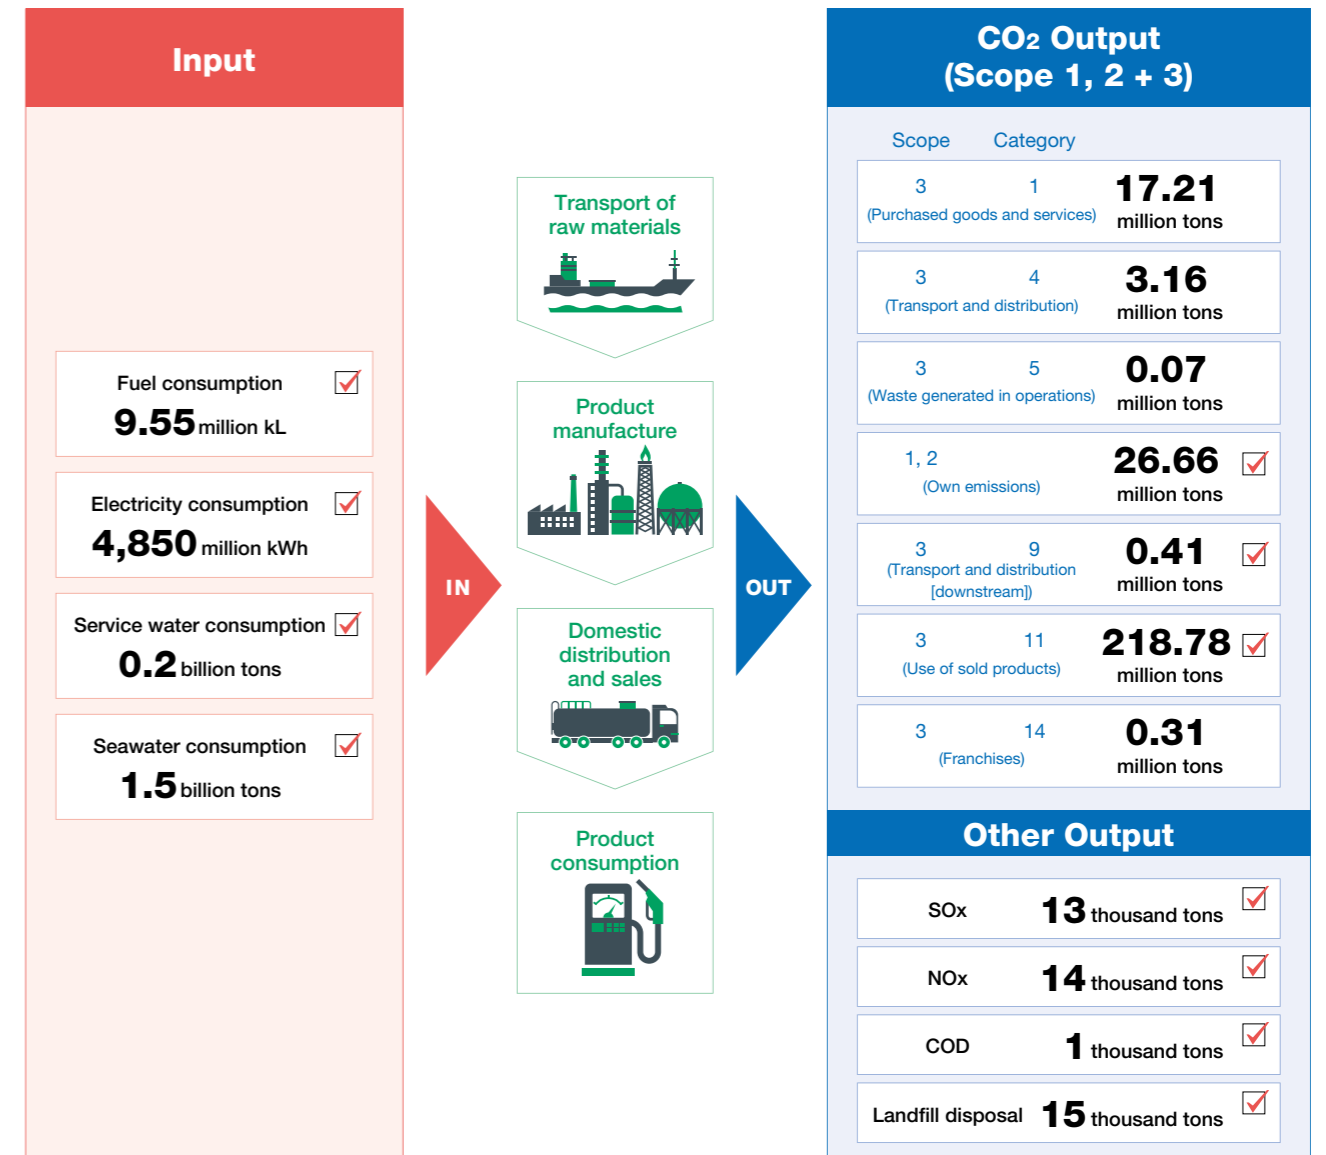 Input
Fuel consumption
9.55 million kL
Electricity consumption
4,850 million kWh
Service water consumption
0.2 billion tons
Seawater consumption
1.5 billion tons
IN
Transport of
raw materials
Product
manufacture
Domestic
distribution
and sales
Product
consumption
OUT
CO2 Output
(Scope 1, 2 + 3)
Scope Category
3 1
(Purchased goods and services)
17.21
million tons
3 4
(Transport and distribution)
3.16
million tons
3 5
(Waste generated in operations)
0.07
million tons
1, 2
(Own emissions)
26.66
million tons
3 9
(Transport and distribution
[downstream])
0.41
million tons
3 11
(Use of sold products)
218.78
million tons
3 14
(Franchises)
0.31
million tons
Other Output
SOx 13 thousand tons
NOx 14 thousand tons
COD 1 thousand tons
Landfill disposal 15 thousand tons